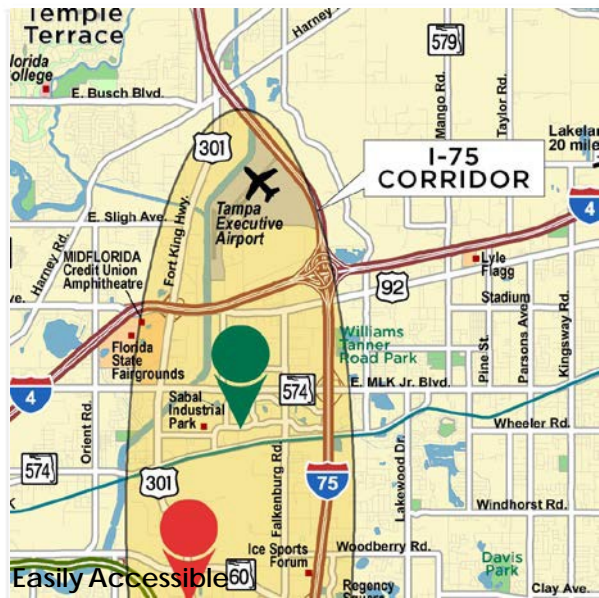 Temple
Terrace
Harney
579
lorida
ollege
E. Busch Blvd.
Mango Rd.
Taylor Rd.
301
I-75
CORRIDOR
Lakelan
20 mile
Tampa
Executive
Airport
E. Sligh Ave.
Harney Rd.
Fort King Hwy.
4
MIDFLORIDA
Credit Union
Amphitheatre
ve.
92
Lyle
Flagg
Stadium
Florida
State
Fairgrounds
Williams
Tanner
Road Park
Pine St.
Parsons Ave.
Kingsway Rd.
4
Sabal
Industrial
Park
574
E. MLK Jr. Blvd.
Orient Rd.
Wheeler Rd.
574
301
Falkenburg Rd.
75
Lakewood Dr.
Windhorst Rd.
K
Ice Sports
Forum
Woodberry Rd.
Davis
Park
Easily Accessible
60
Regency
Square
Clay Ave.